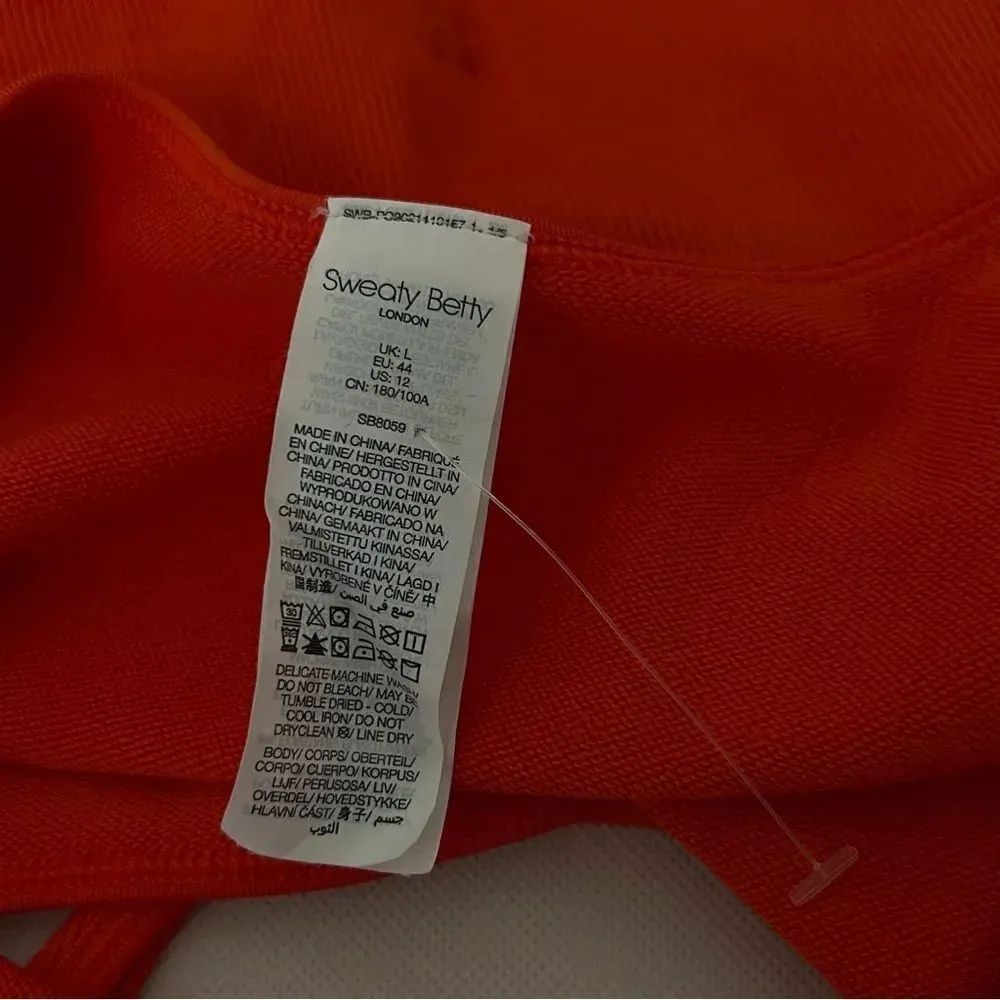 Sweaty Betty
LONDON
UK: L
EU: 44
US: 12
CN: 180/100A
SB8059
MADE IN CHINA/ FABRIQUÉ
EN CHINE/ HERGESTELLT IN
CHINA/ PRODOTTO IN CINA/
FABRICADO EN CHINA/
WYPRODUKOWANO W
CHINACH/ FABRICADO NA
CHINA/ GEMAAKT IN CHINA/
VALMISTETTU KIINASSA/
TILLVERKAD I KINA/
FREMSTILLET I KINA/ LAGD I
KINA/ VYROBENÉ V ČÍNĚ/ 中
国制造/ صنع في الصين
30
30
DELICATE MACHINE WASH/
DO NOT BLEACH/ MAY BE
TUMBLE DRIED - COLD/
COOL IRON/ DO NOT
DRYCLEAN / LINE DRY
BODY/ CORPS/ OBERTEIL/
CORPO/ CUERPO/ KORPUS/
LIJF/ PERUSOSA/ LIV/
OVERDEL/ HOVEDSTYKKE/
HLAVNÍ ČÁST/ 身子/ جسم
الثوب